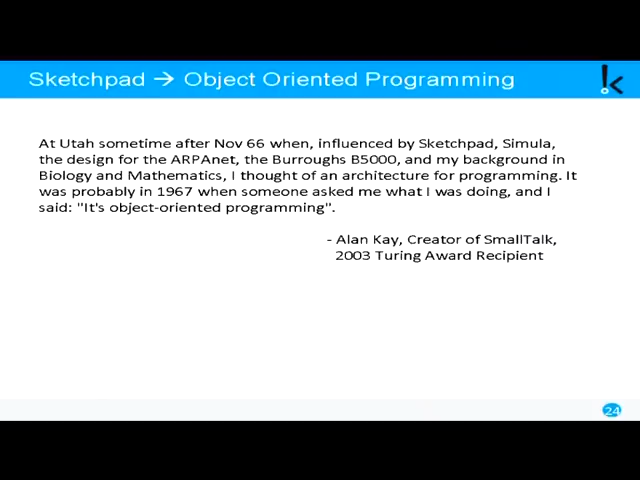 Sketchpad → Object Oriented Programming
At Utah sometime after Nov 66 when, influenced by Sketchpad, Simula,
the design for the ARPAnet, the Burroughs B5000, and my background in
Biology and Mathematics, I thought of an architecture for programming. It
was probably in 1967 when someone asked me what I was doing, and I
said: "It's object-oriented programming".
- Alan Kay, Creator of SmallTalk,
2003 Turing Award Recipient
24